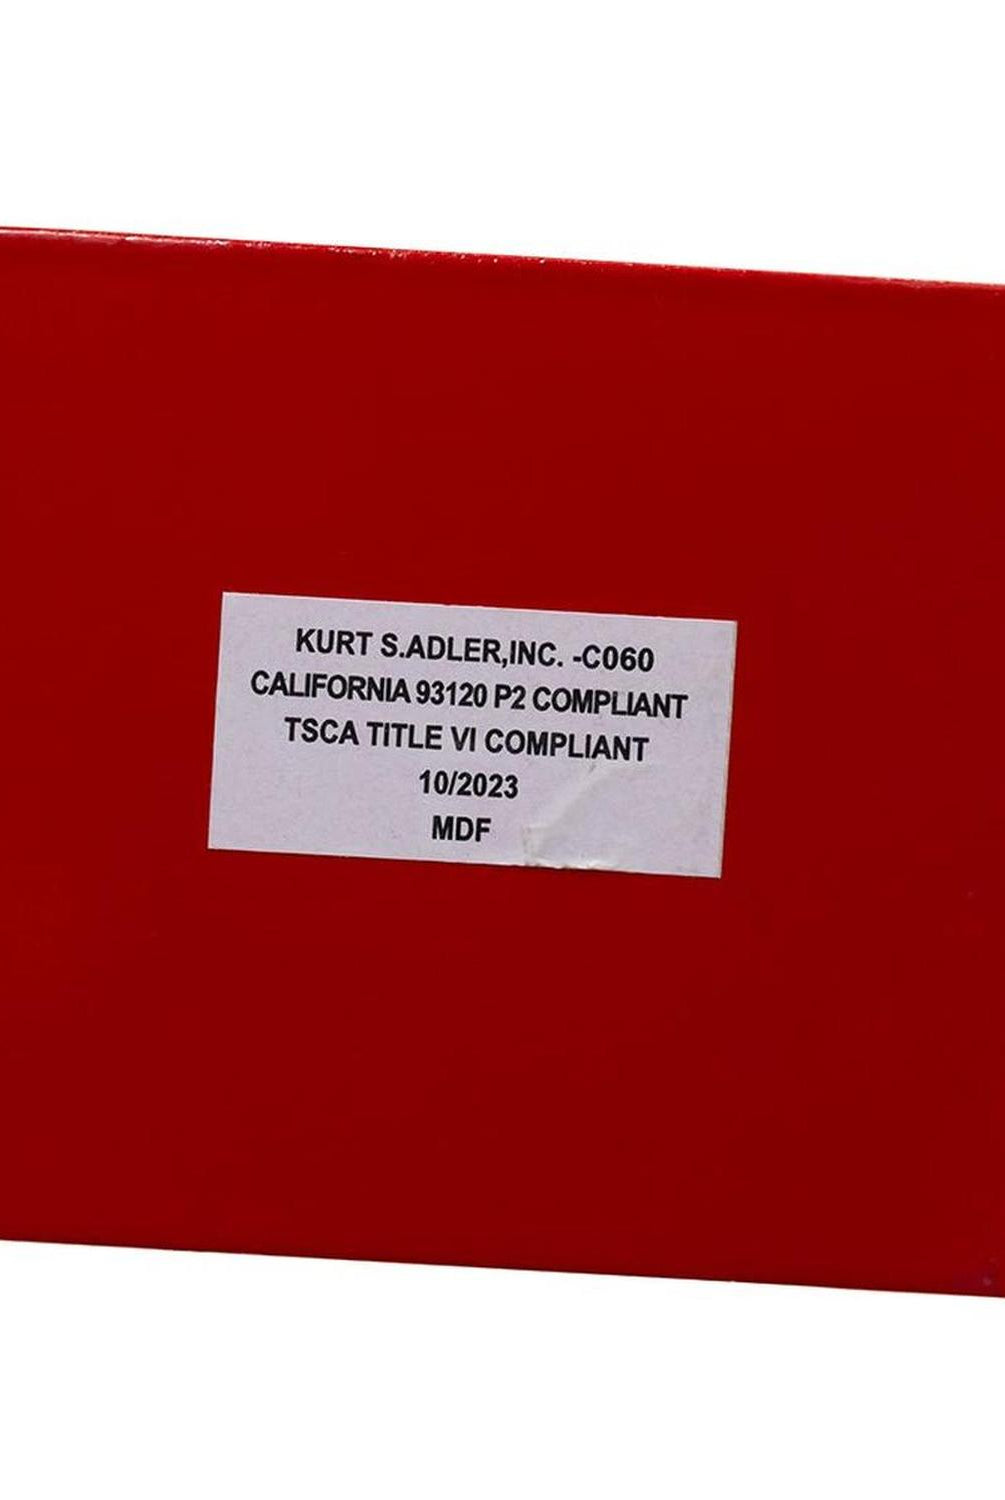 KURT S.ADLER,INC. -C060
CALIFORNIA 93120 P2 COMPLIANT
TSCA TITLE VI COMPLIANT
10/2023
MDF